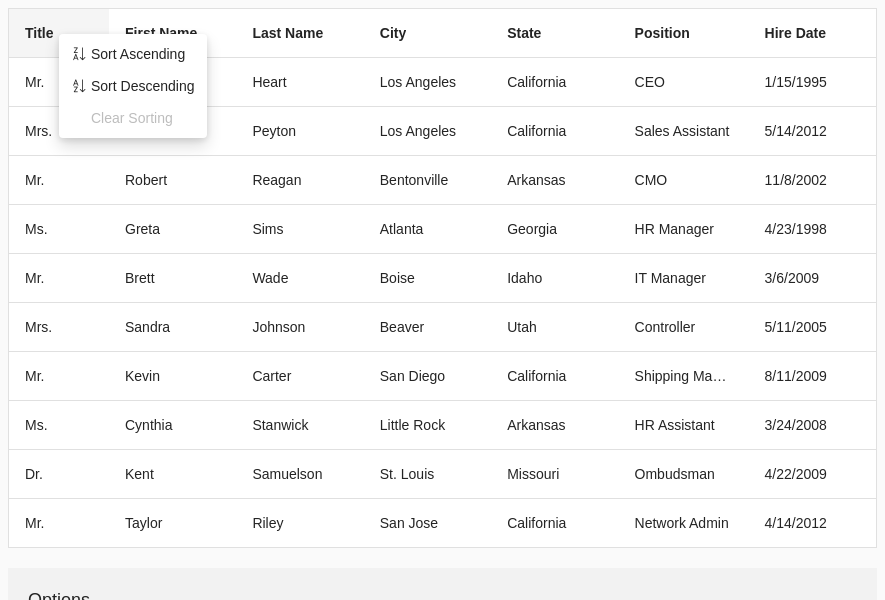 Title First Name Last Name City State Position Hire Date
Sort Ascending
Sort Descending
Clear Sorting
Mr. Heart Los Angeles California CEO 1/15/1995
Mrs. Peyton Los Angeles California Sales Assistant 5/14/2012
Mr. Robert Reagan Bentonville Arkansas CMO 11/8/2002
Ms. Greta Sims Atlanta Georgia HR Manager 4/23/1998
Mr. Brett Wade Boise Idaho IT Manager 3/6/2009
Mrs. Sandra Johnson Beaver Utah Controller 5/11/2005
Mr. Kevin Carter San Diego California Shipping Ma… 8/11/2009
Ms. Cynthia Stanwick Little Rock Arkansas HR Assistant 3/24/2008
Dr. Kent Samuelson St. Louis Missouri Ombudsman 4/22/2009
Mr. Taylor Riley San Jose California Network Admin 4/14/2012
Options